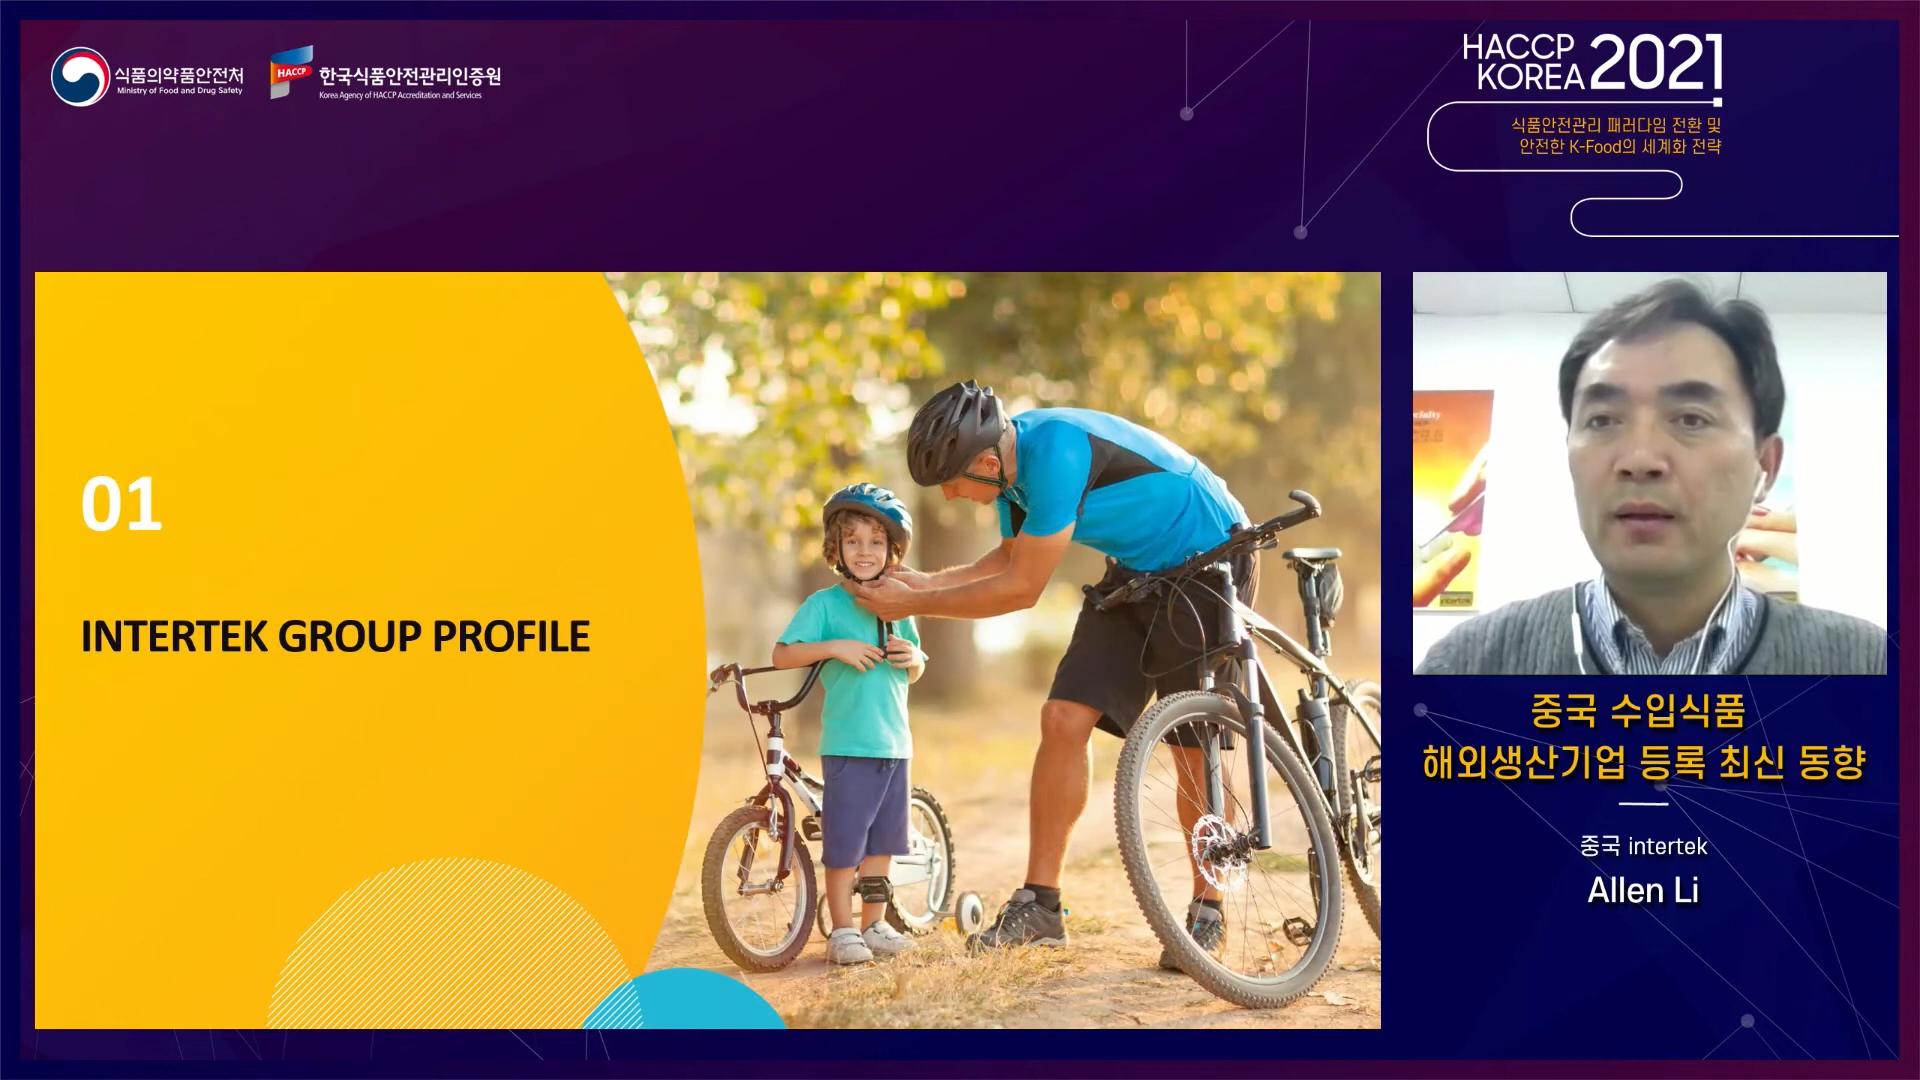 식품의약품안전처
Ministry of Food and Drug Safety
HACCP
한국식품안전관리인증원
Korea Agency of HACCP Accreditation and Services
HACCP
KOREA 2021
식품안전관리 패러다임 전환 및
안전한 K-Food의 세계화 전략
01
INTERTEK GROUP PROFILE
intertek
중국 수입식품
해외생산기업 등록 최신 동향
중국 intertek
Allen Li